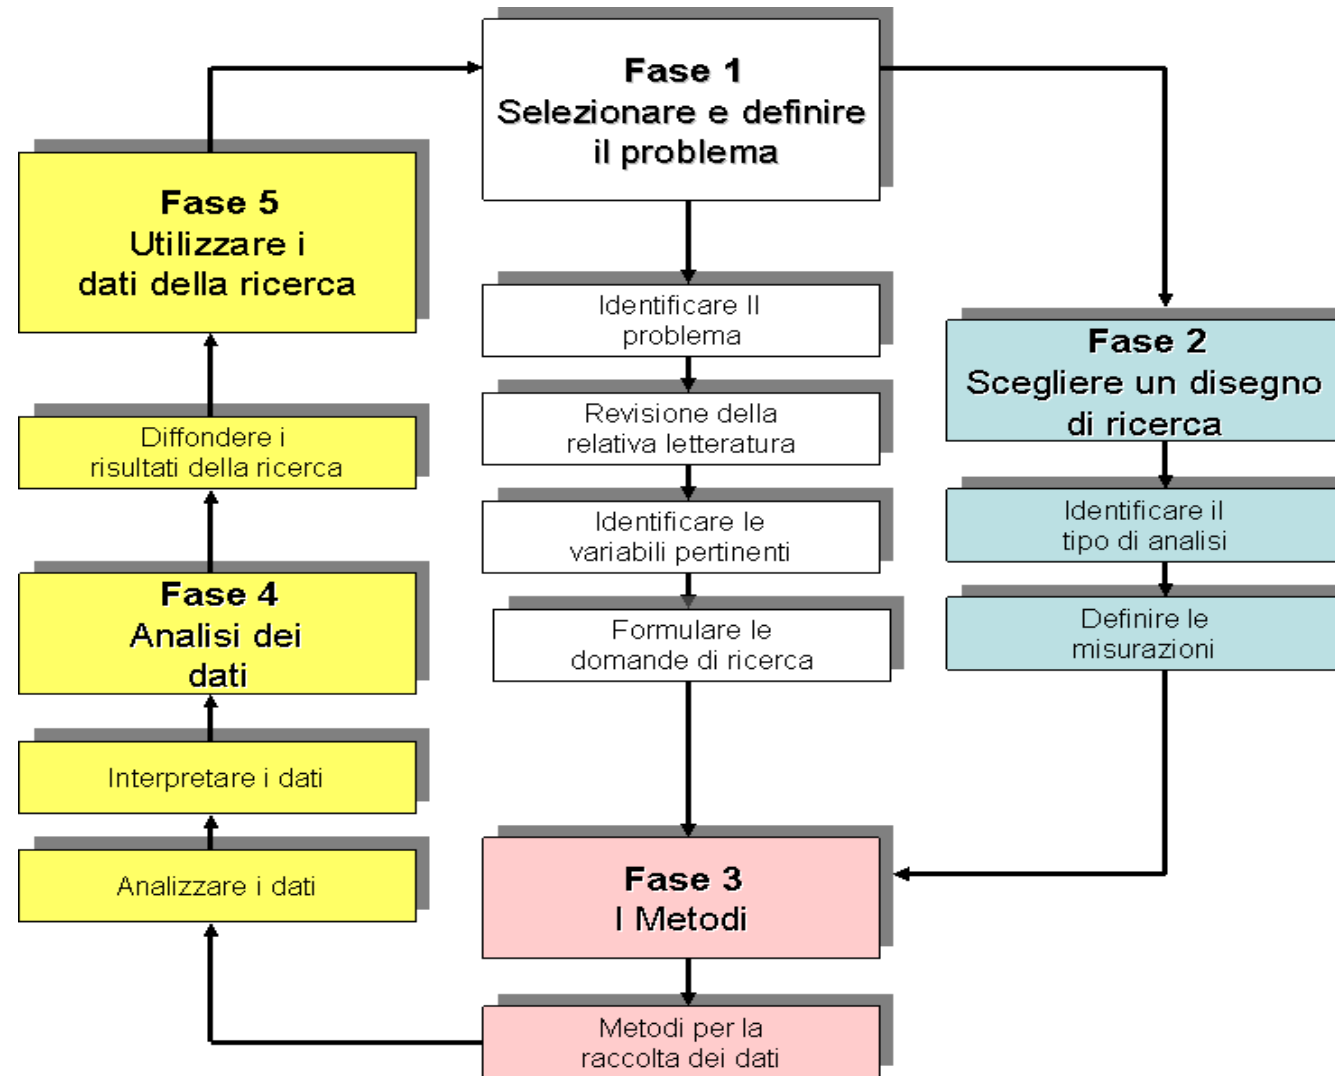 Fase 1
Selezionare e definire
il problema
Fase 5
Utilizzare i
dati della ricerca
Identificare Il
problema
Fase 2
Scegliere un disegno
di ricerca
Revisione della
relativa letteratura
Diffondere i
risultati della ricerca
Identificare le
variabili pertinenti
Identificare il
tipo di analisi
Fase 4
Analisi dei
dati
Formulare le
domande di ricerca
Definire le
misurazioni
Interpretare i dati
Analizzare i dati
Fase 3
I Metodi
Metodi per la
raccolta dei dati